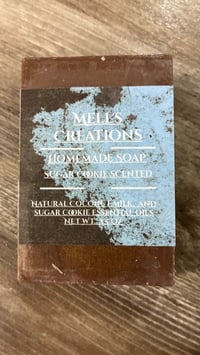 MELL'S
CREATIONS
HOMEMADE SOAP
SUGAR COOKIE SCENTED
NATURAL COCONUT MILK, AND
SUGAR COOKIE ESSENTIAL OILS
NET WT.